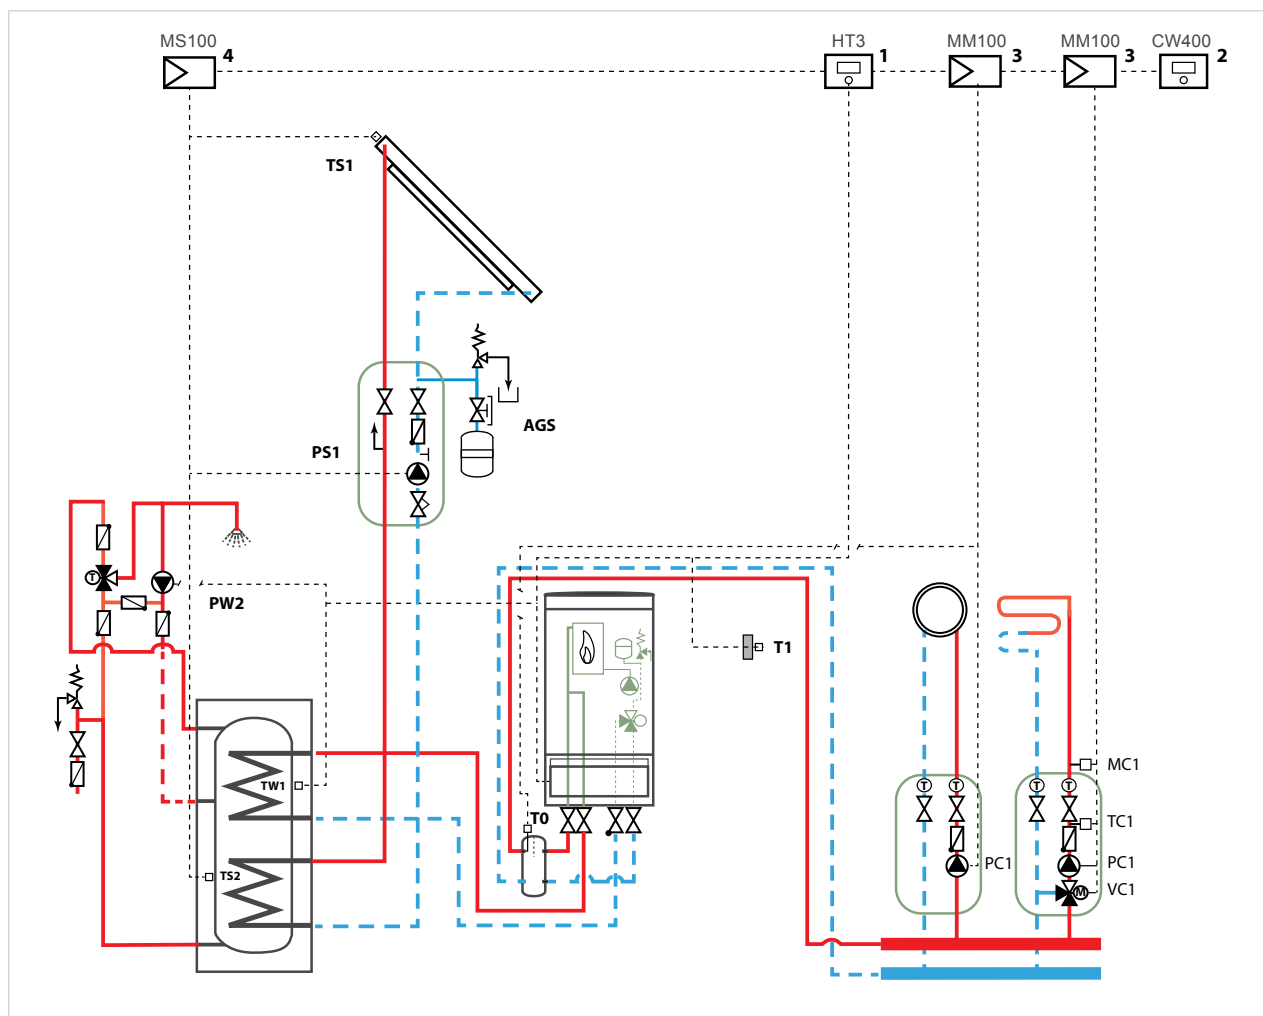 MS100 4
HT3 1
MM100 3
MM100 3
CW400 2
TS1
AGS
PS1
T
PW2
T1
T T T T
MC1
TW1
T0
TC1
TS2
PC1
PC1
M VC1